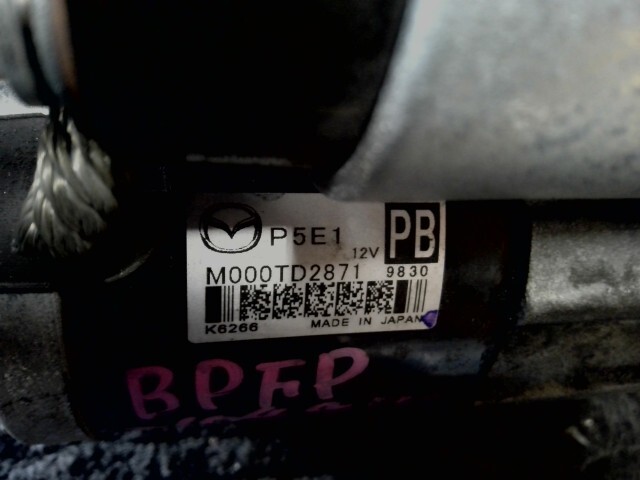 P5E1
12V
PB
M000TD2871 9830
K6266 MADE IN JAPAN
BPFP